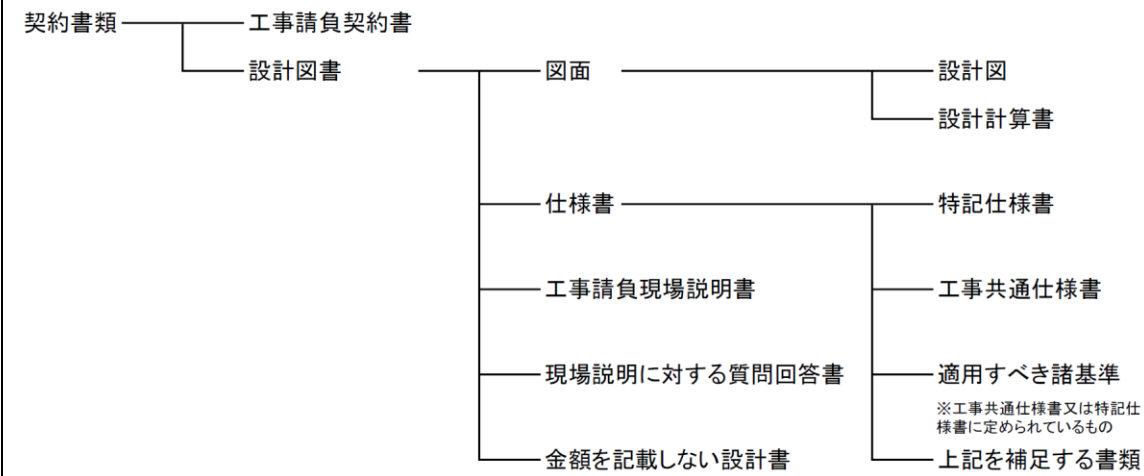 契約書類
工事請負契約書
設計図書
図面
設計図
設計計算書
仕様書
特記仕様書
工事請負現場説明書
工事共通仕様書
現場説明に対する質問回答書
適用すべき諸基準
※工事共通仕様書又は特記仕
様書に定められているもの
金額を記載しない設計書
上記を補足する書類